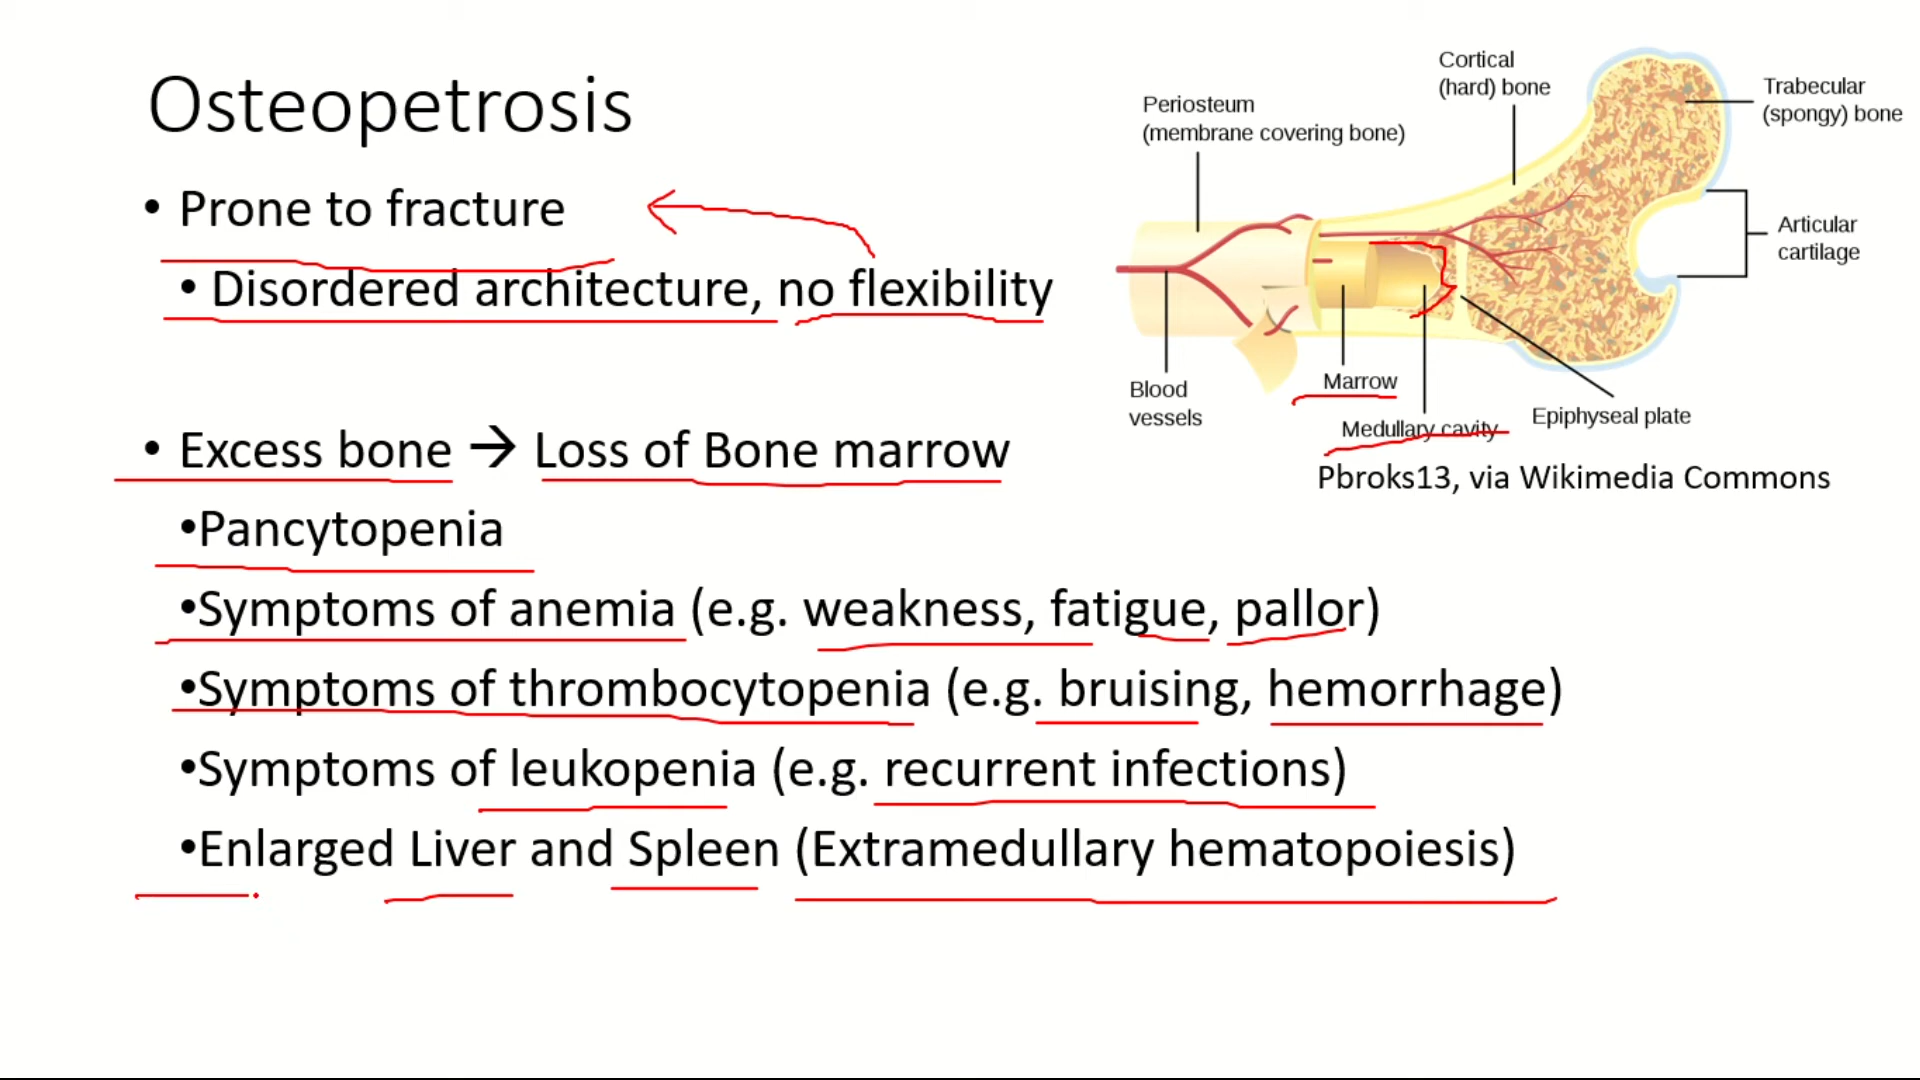 Osteopetrosis
• Prone to fracture
• Disordered architecture, no flexibility
• Excess bone → Loss of Bone marrow
•Pancytopenia
•Symptoms of anemia (e.g. weakness, fatigue, pallor)
•Symptoms of thrombocytopenia (e.g. bruising, hemorrhage)
•Symptoms of leukopenia (e.g. recurrent infections)
•Enlarged Liver and Spleen (Extramedullary hematopoiesis)
Periosteum
(membrane covering bone)
Cortical
(hard) bone
Trabecular
(spongy) bone
Articular
cartilage
Blood
vessels
Marrow
Medullary cavity
Epiphyseal plate
Pbroks13, via Wikimedia Commons